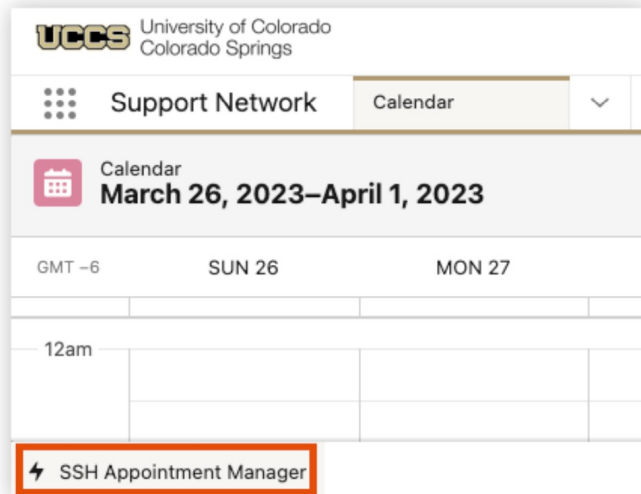 UCCS University of Colorado
Colorado Springs
Support Network Calendar
Calendar
March 26, 2023–April 1, 2023
GMT −6 SUN 26 MON 27
12am
SSH Appointment Manager